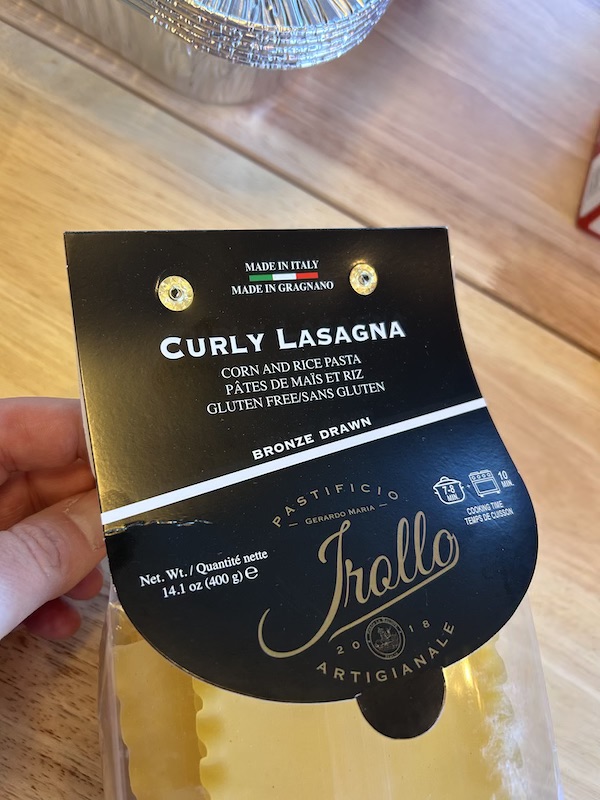 MADE IN ITALY
MADE IN GRAGNANO
CURLY LASAGNA
CORN AND RICE PASTA
PÂTES DE MAÏS ET RIZ
GLUTEN FREE/SANS GLUTEN
BRONZE DRAWN
7-8 MIN. + 10 MIN.
COOKING TIME
TEMPS DE CUISSON
PASTIFICIO
GERARDO MARIA
Irollo
2018
ARTIGIANALE
Net. Wt. / Quantité nette
14.1 oz (400 g) ℮